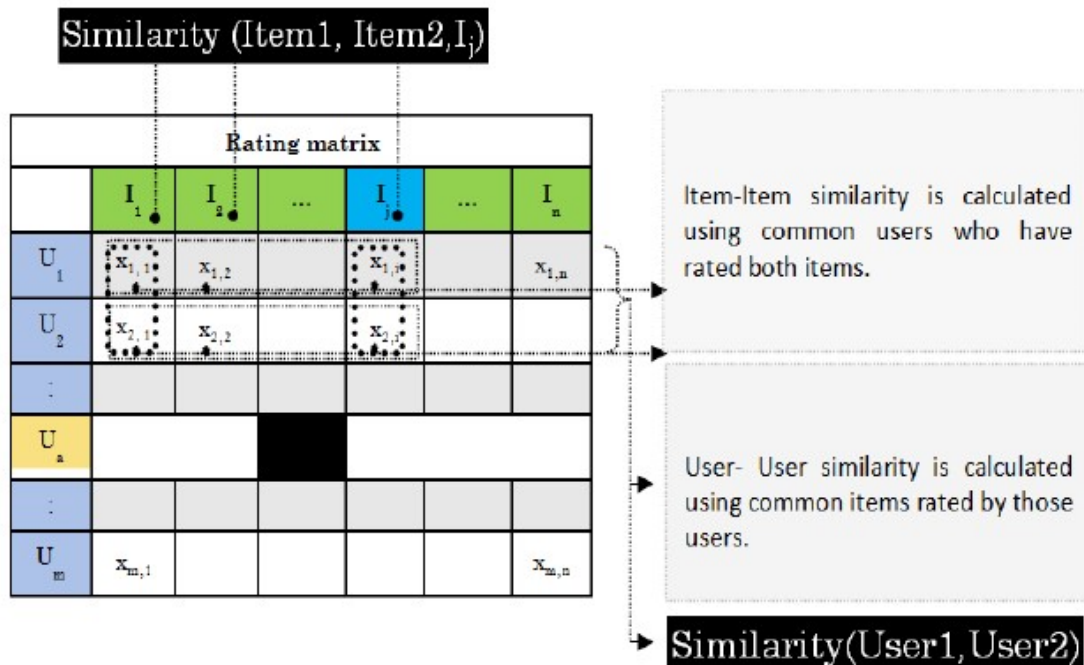 Similarity (Item1, Item2,Iⱼ)
Rating matrix
I₁ I₂ ... Iⱼ ... Iₙ
U₁ x₁,₁ x₁,₂ x₁,ⱼ x₁,ₙ
U₂ x₂,₁ x₂,₂ x₂,ⱼ
:
Uₐ
:
Uₘ xₘ,₁ xₘ,ₙ
Item-Item similarity is calculated
using common users who have
rated both items.
User- User similarity is calculated
using common items rated by those
users.
Similarity(User1,User2)